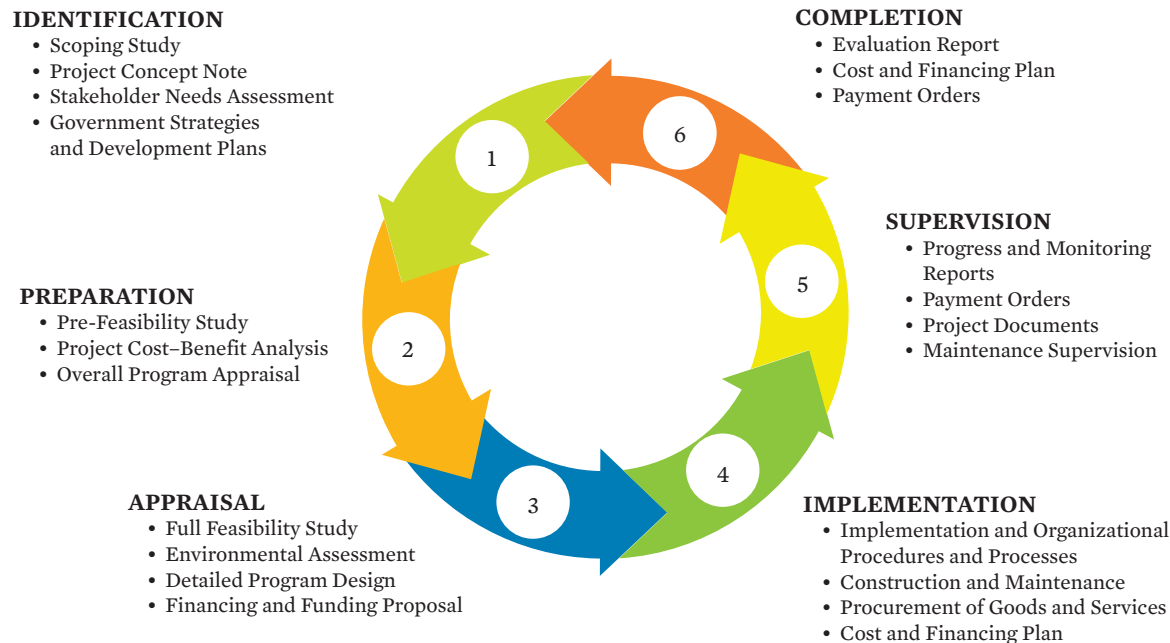 IDENTIFICATION
• Scoping Study
• Project Concept Note
• Stakeholder Needs Assessment
• Government Strategies
and Development Plans
1
PREPARATION
• Pre-Feasibility Study
• Project Cost–Benefit Analysis
• Overall Program Appraisal
2
APPRAISAL
• Full Feasibility Study
• Environmental Assessment
• Detailed Program Design
• Financing and Funding Proposal
3
IMPLEMENTATION
• Implementation and Organizational
Procedures and Processes
• Construction and Maintenance
• Procurement of Goods and Services
• Cost and Financing Plan
4
SUPERVISION
• Progress and Monitoring
Reports
• Payment Orders
• Project Documents
• Maintenance Supervision
5
COMPLETION
• Evaluation Report
• Cost and Financing Plan
• Payment Orders
6